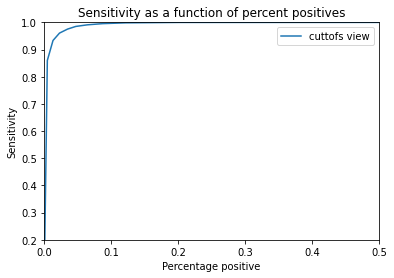 Sensitivity as a function of percent positives
cuttofs view
1.0
0.9
0.8
0.7
0.6
0.5
0.4
0.3
0.2
Sensitivity
0.0 0.1 0.2 0.3 0.4 0.5
Percentage positive